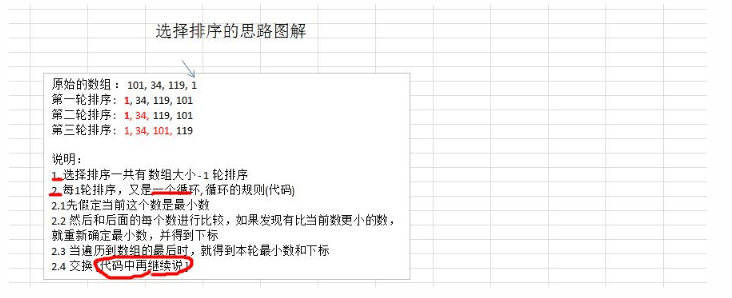 选择排序的思路图解
原始的数组：101, 34, 119, 1
第一轮排序：1, 34, 119, 101
第二轮排序：1, 34, 119, 101
第三轮排序：1, 34, 101, 119
说明：
1. 选择排序一共有 数组大小 - 1 轮排序
2. 每1轮排序，又是一个循环, 循环的规则(代码)
2.1先假定当前这个数是最小数
2.2 然后和后面的每个数进行比较，如果发现有比当前数更小的数，
就重新确定最小数，并得到下标
2.3 当遍历到数组的最后时，就得到本轮最小数和下标
2.4 交换 [代码中再继续说]